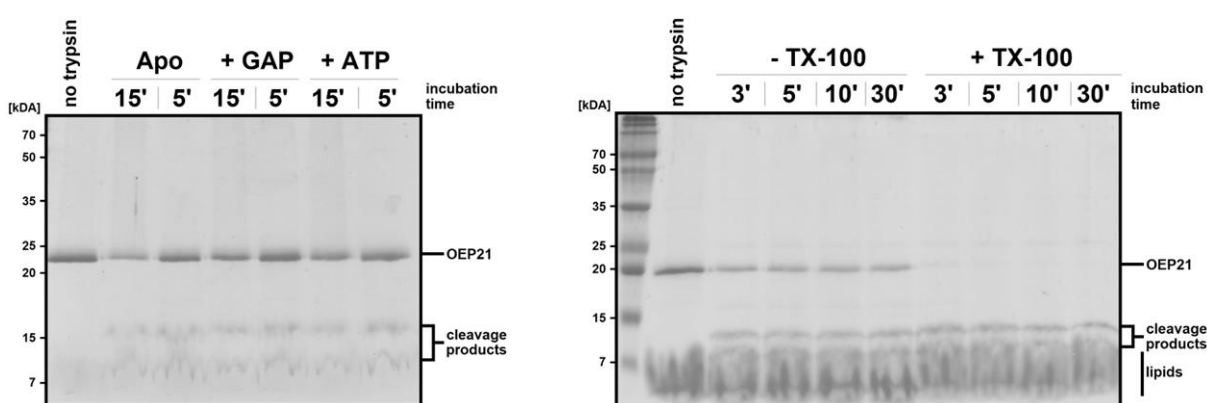 no trypsin
Apo + GAP + ATP
15' 5' 15' 5' 15' 5'
incubation
time
[kDA]
70
50
35
25
20
15
7
OEP21
cleavage
products
no trypsin
- TX-100 + TX-100
3' 5' 10' 30' 3' 5' 10' 30'
incubation
time
[kDA]
70
50
35
25
20
15
7
OEP21
cleavage
products
lipids